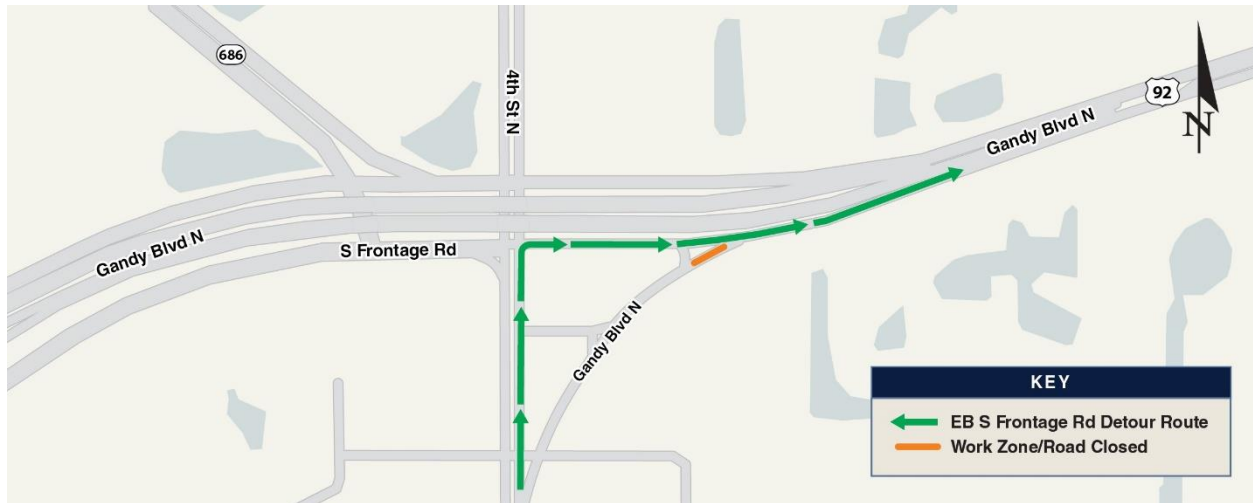 686
4th St N
92
N
Gandy Blvd N
Gandy Blvd N
S Frontage Rd
Gandy Blvd N
KEY
EB S Frontage Rd Detour Route
Work Zone/Road Closed